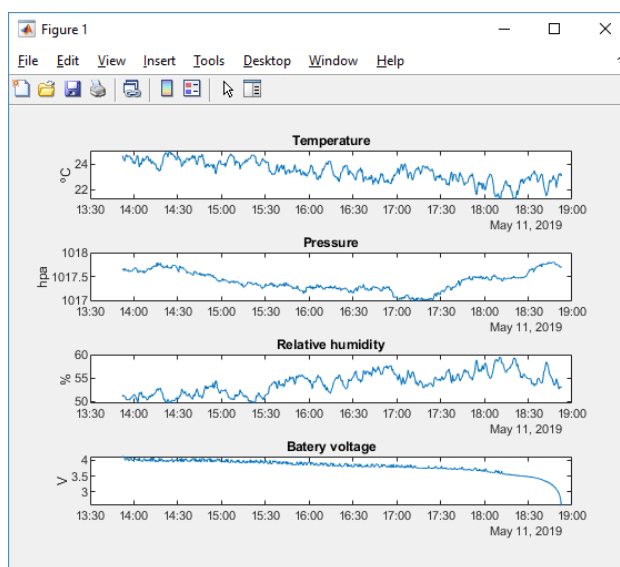 Figure 1
File Edit View Insert Tools Desktop Window Help
Temperature
ºC
24
22
13:30 14:00 14:30 15:00 15:30 16:00 16:30 17:00 17:30 18:00 18:30 19:00
May 11, 2019
Pressure
hpa
1018
1017.5
1017
13:30 14:00 14:30 15:00 15:30 16:00 16:30 17:00 17:30 18:00 18:30 19:00
May 11, 2019
Relative humidity
%
60
55
50
13:30 14:00 14:30 15:00 15:30 16:00 16:30 17:00 17:30 18:00 18:30 19:00
May 11, 2019
Batery voltage
V
4
3.5
3
13:30 14:00 14:30 15:00 15:30 16:00 16:30 17:00 17:30 18:00 18:30 19:00
May 11, 2019